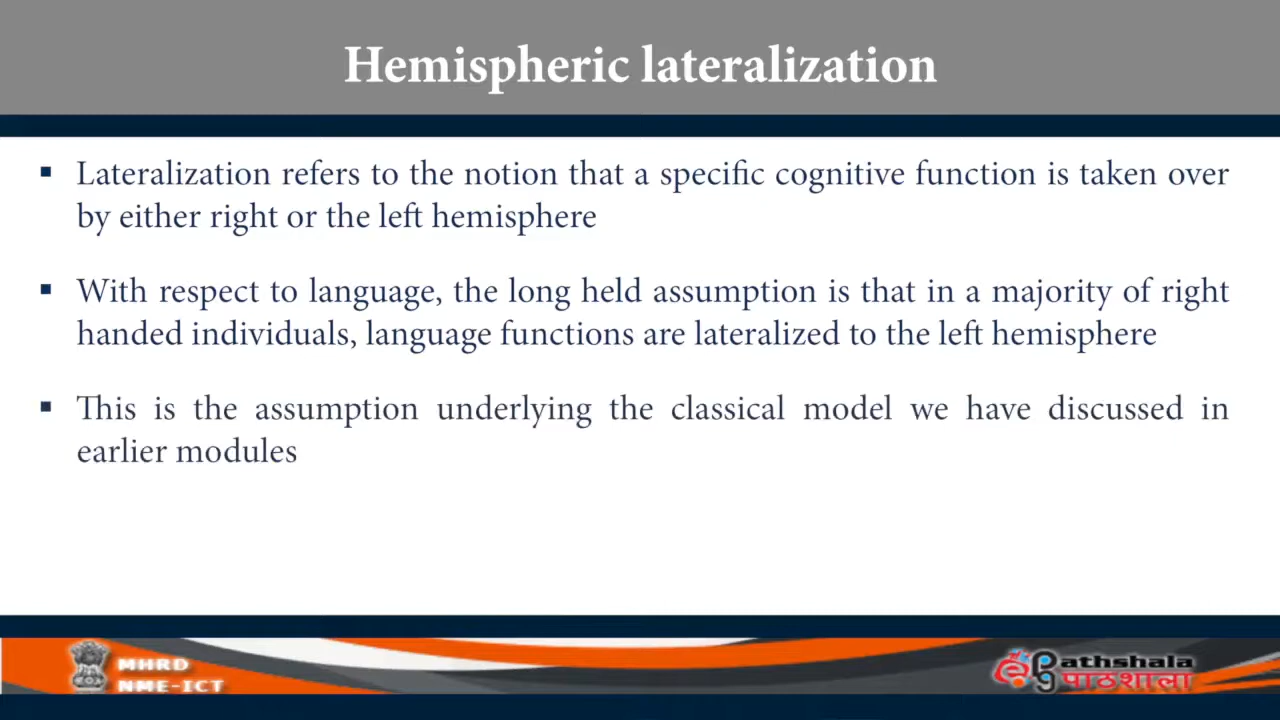 Hemispheric lateralization
▪ Lateralization refers to the notion that a specific cognitive function is taken over
by either right or the left hemisphere
▪ With respect to language, the long held assumption is that in a majority of right
handed individuals, language functions are lateralized to the left hemisphere
▪ This is the assumption underlying the classical model we have discussed in
earlier modules
MHRD
NME-ICT
epg Pathshala
पाठशाला